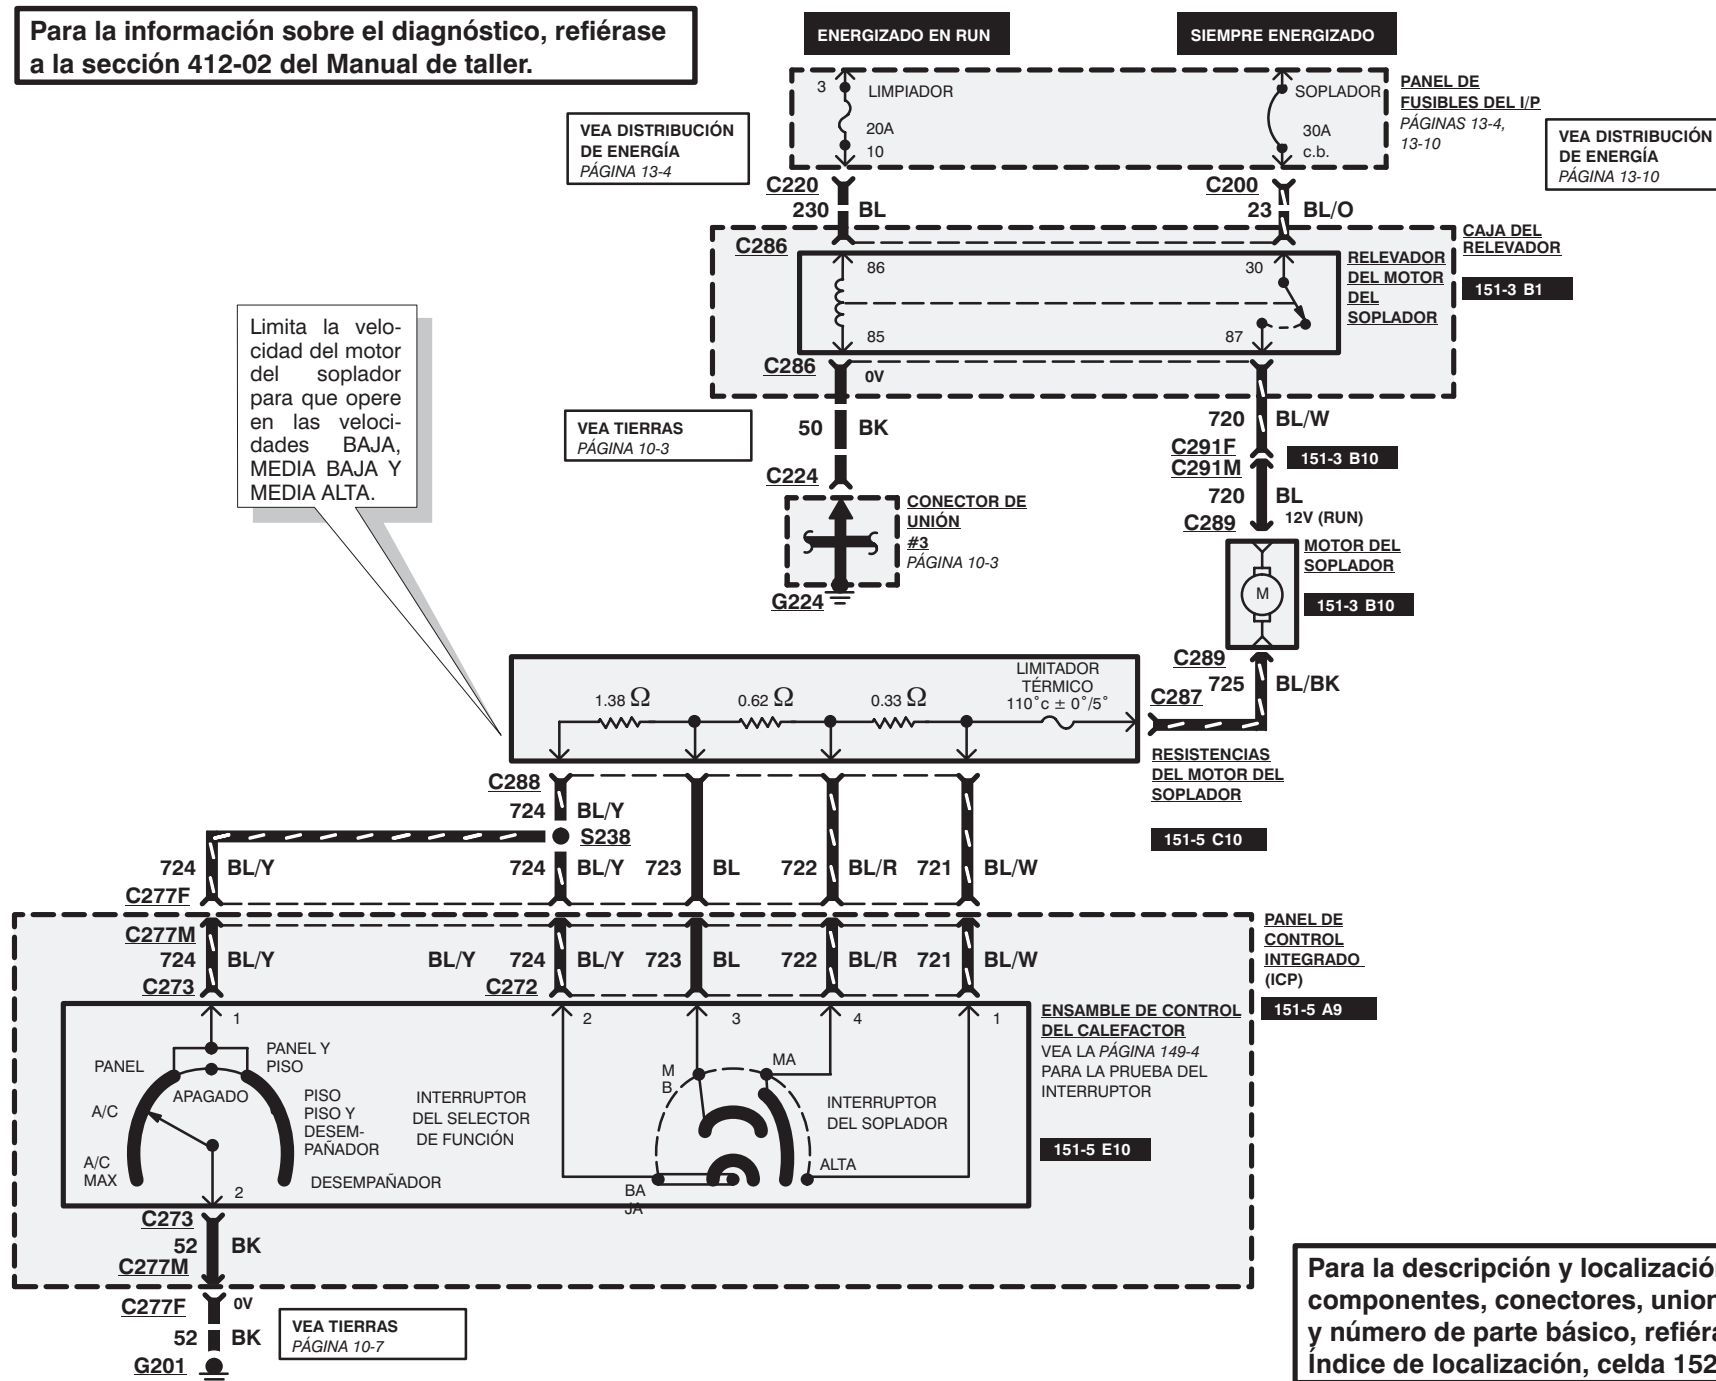 Para la información sobre el diagnóstico, refiérase
a la sección 412-02 del Manual de taller.
ENERGIZADO EN RUN
SIEMPRE ENERGIZADO
3
LIMPIADOR
20A
10
SOPLADOR
30A
c.b.
PANEL DE
FUSIBLES DEL I/P
PÁGINAS 13-4,
13-10
VEA DISTRIBUCIÓN
DE ENERGÍA
PÁGINA 13-4
VEA DISTRIBUCIÓN
DE ENERGÍA
PÁGINA 13-10
C220
230 BL
C200
23 BL/O
CAJA DEL
RELEVADOR
151-3 B1
C286
86
30
85
87
RELEVADOR
DEL MOTOR
DEL
SOPLADOR
C286
0V
Limita la velo-
cidad del motor
del soplador
para que opere
en las veloci-
dades BAJA,
MEDIA BAJA Y
MEDIA ALTA.
VEA TIERRAS
PÁGINA 10-3
50 BK
C224
CONECTOR DE
UNIÓN
#3
PÁGINA 10-3
G224
720 BL/W
C291F
C291M
151-3 B10
720 BL
C289
12V (RUN)
MOTOR DEL
SOPLADOR
M
151-3 B10
C289
725 BL/BK
C287
1.38 Ω
0.62 Ω
0.33 Ω
LIMITADOR
TÉRMICO
110˚c ± 0˚/5˚
RESISTENCIAS
DEL MOTOR DEL
SOPLADOR
151-5 C10
C288
724 BL/Y
S238
724 BL/Y
724 BL/Y
723 BL
722 BL/R
721 BL/W
C277F
C277M
724 BL/Y
BL/Y
724 BL/Y
723 BL
722 BL/R
721 BL/W
C273
C272
PANEL DE
CONTROL
INTEGRADO
(ICP)
151-5 A9
1
2
3
4
1
ENSAMBLE DE CONTROL
DEL CALEFACTOR
VEA LA PÁGINA 149-4
PARA LA PRUEBA DEL
INTERRUPTOR
151-5 E10
PANEL
PANEL Y
PISO
APAGADO
A/C
PISO
PISO Y
DESEM-
PAÑADOR
A/C
MAX
DESEMPAÑADOR
2
INTERRUPTOR
DEL SELECTOR
DE FUNCIÓN
M
B
MA
INTERRUPTOR
DEL SOPLADOR
ALTA
BA
JA
C273
52 BK
C277M
C277F
0V
52 BK
G201
VEA TIERRAS
PÁGINA 10-7
Para la descripción y localización
componentes, conectores, union
y número de parte básico, refiéra
Índice de localización, celda 152